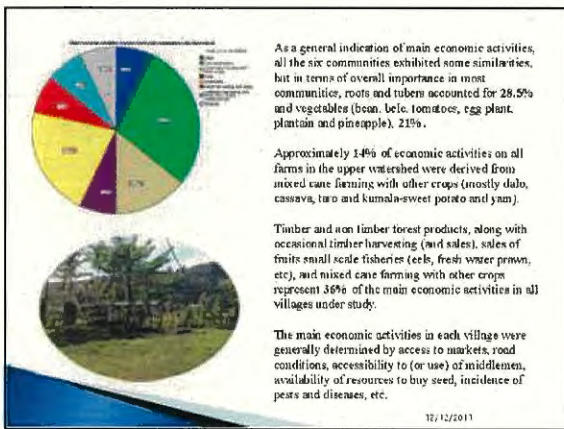 As a general indication of main economic activities,
all the six communities exhibited some similarities,
but in terms of overall importance in most
communities, roots and tubers accounted for 28.5%
and vegetables (bean, bele, tomatoes, egg plant,
plantain and pineapple), 21%.
Approximately 14% of economic activities on all
farms in the upper watershed were derived from
mixed cane farming with other crops (mostly dalo,
cassava, taro and kumala-sweet potato and yam).
Timber and non timber forest products, along with
occasional timber harvesting (and sales), sales of
fruits small scale fisheries (eels, fresh water prawn,
etc), and mixed cane farming with other crops
represent 36% of the main economic activities in all
villages under study.
The main economic activities in each village were
generally determined by access to markets, road
conditions, accessibility to (or use) of middlemen,
availability of resources to buy seed, incidence of
pests and diseases, etc.
12/12/2011